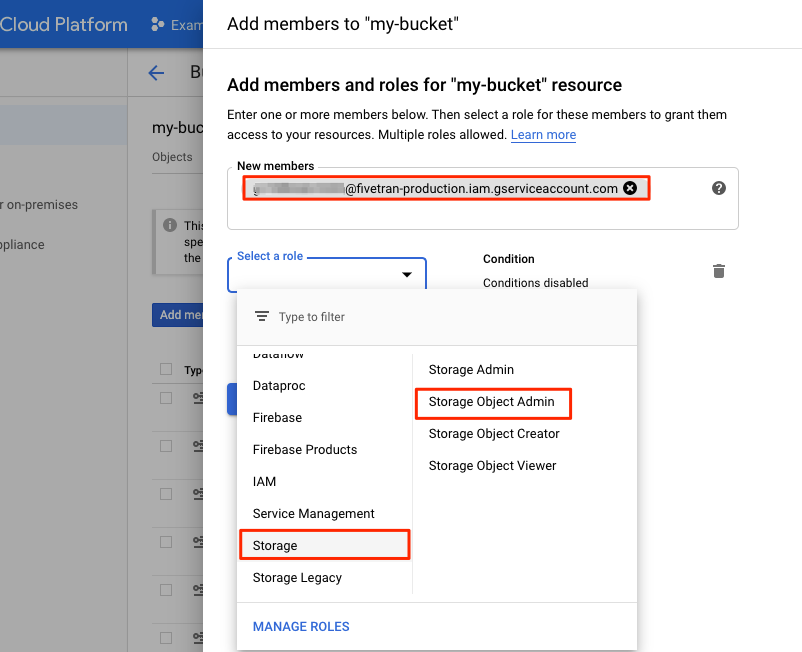 Cloud Platform
Exam
Add members to "my-bucket"
Add members and roles for "my-bucket" resource
Enter one or more members below. Then select a role for these members to grant them
access to your resources. Multiple roles allowed. Learn more
my-buc
Objects
New members
@fivetran-production.iam.gserviceaccount.com
r on-premises
ppliance
This
spe
the
Select a role
Condition
Conditions disabled
Add mem
Type
Type to filter
Dataflow
Dataproc
Firebase
Firebase Products
IAM
Service Management
Storage
Storage Legacy
Storage Admin
Storage Object Admin
Storage Object Creator
Storage Object Viewer
MANAGE ROLES